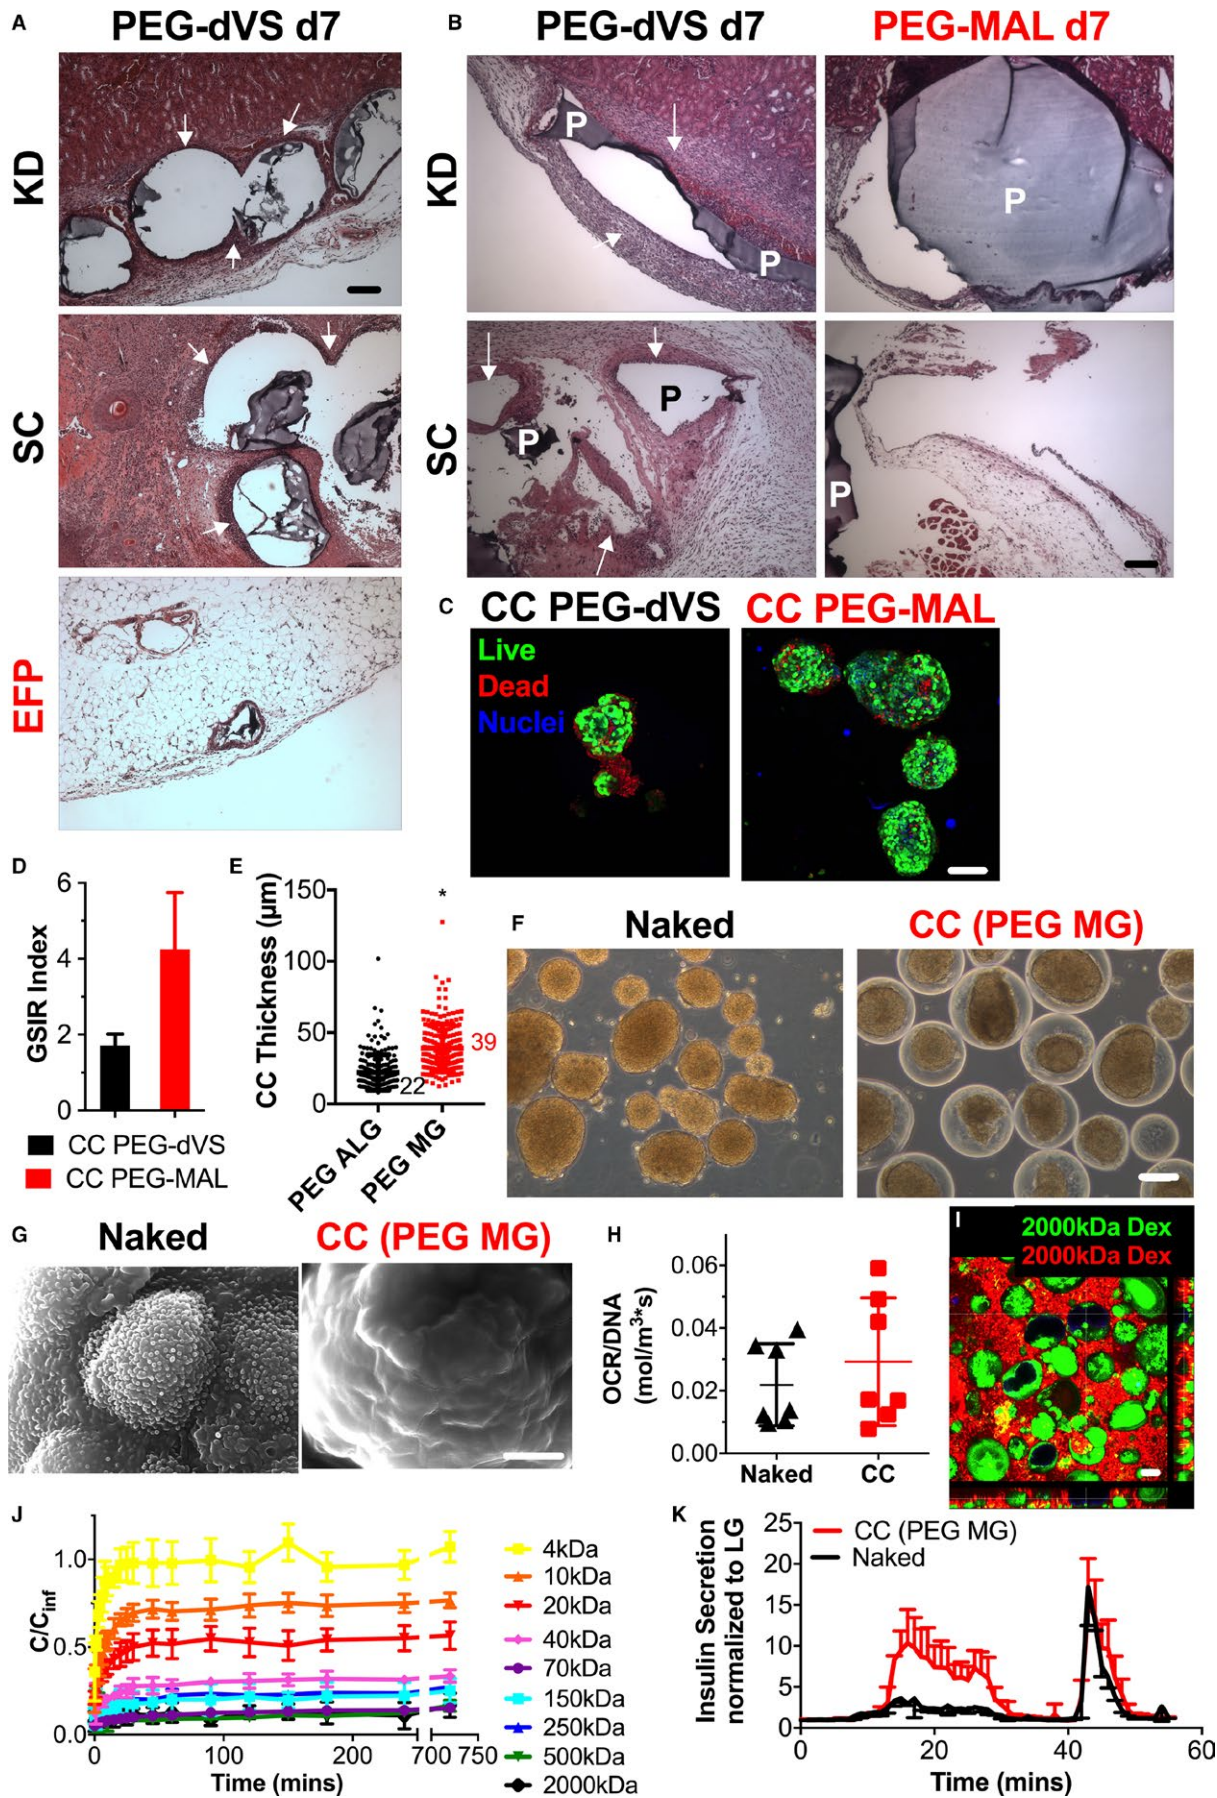 A
PEG-dVS d7
KD
SC
EFP
B
PEG-dVS d7
PEG-MAL d7
KD
P
P
P
SC
P
P
P
C
CC PEG-dVS
CC PEG-MAL
Live
Dead
Nuclei
D
GSIR Index
6
4
2
0
CC PEG-dVS
CC PEG-MAL
E
CC Thickness (µm)
150
100
50
0
*
22
39
PEG ALG
PEG MG
F
Naked
CC (PEG MG)
G
Naked
CC (PEG MG)
H
OCR/DNA
(mol/m³*s)
0.06
0.04
0.02
0.00
Naked
CC
I
2000kDa Dex
2000kDa Dex
J
C/Cinf
1.0
0.5
0.0
0
100
200
700
750
Time (mins)
4kDa
10kDa
20kDa
40kDa
70kDa
150kDa
250kDa
500kDa
2000kDa
K
Insulin Secretion
normalized to LG
25
20
15
10
5
0
CC (PEG MG)
Naked
0
20
40
60
Time (mins)